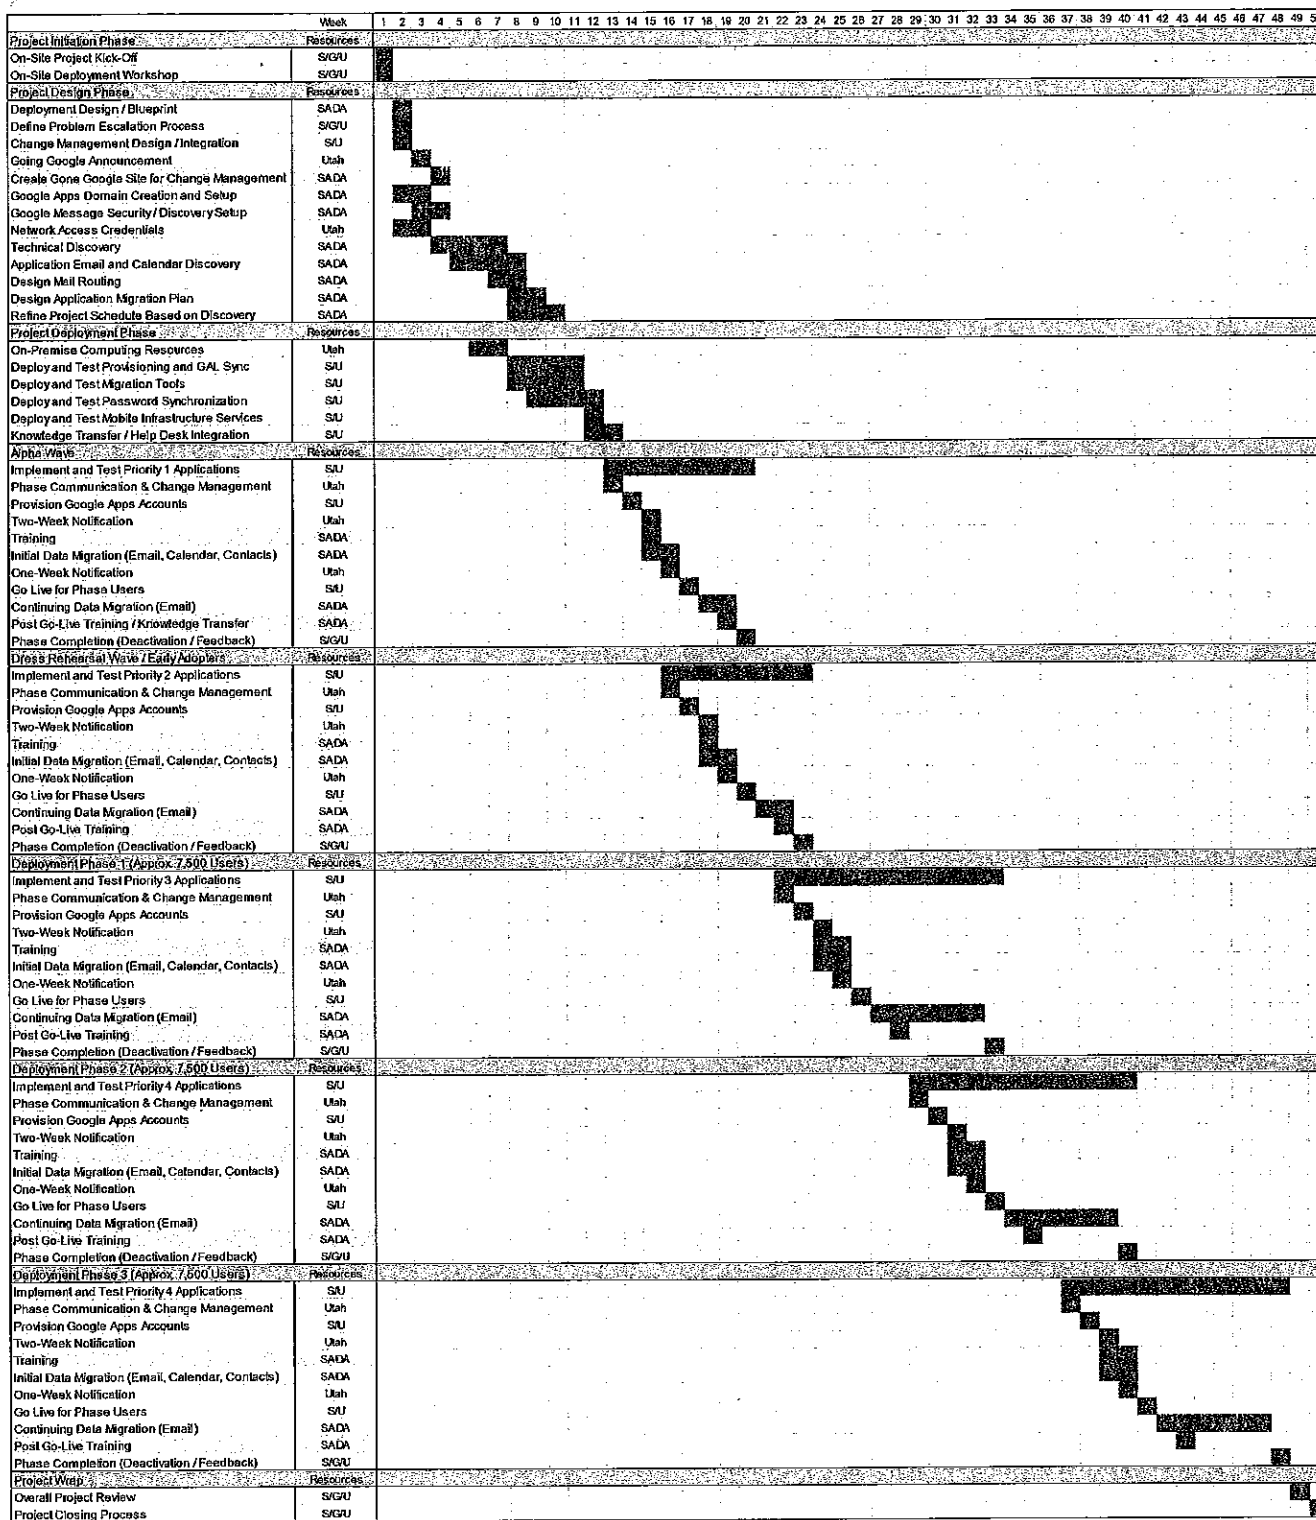 Week 1 2 3 4 5 6 7 8 9 10 11 12 13 14 15 16 17 18 19 20 21 22 23 24 25 26 27 28 29 30 31 32 33 34 35 36 37 38 39 40 41 42 43 44 45 46 47 48 49
Project Initiation Phase Resources
On-Site Project Kick-Off S/G/U
On-Site Deployment Workshop S/G/U
Project Design Phase Resources
Deployment Design / Blueprint SADA
Define Problem Escalation Process S/G/U
Change Management Design / Integration S/U
Going Google Announcement Utah
Create Gone Google Site for Change Management SADA
Google Apps Domain Creation and Setup SADA
Google Message Security / Discovery Setup SADA
Network Access Credentials Utah
Technical Discovery SADA
Application Email and Calendar Discovery SADA
Design Mail Routing SADA
Design Application Migration Plan SADA
Refine Project Schedule Based on Discovery SADA
Project Deployment Phase Resources
On-Premise Computing Resources Utah
Deploy and Test Provisioning and GAL Sync S/U
Deploy and Test Migration Tools S/U
Deploy and Test Password Synchronization S/U
Deploy and Test Mobile Infrastructure Services S/U
Knowledge Transfer / Help Desk Integration S/U
Alpha Wave Resources
Implement and Test Priority 1 Applications S/U
Phase Communication & Change Management Utah
Provision Google Apps Accounts S/U
Two-Week Notification Utah
Training SADA
Initial Data Migration (Email, Calendar, Contacts) SADA
One-Week Notification Utah
Go Live for Phase Users S/U
Continuing Data Migration (Email) SADA
Post Go-Live Training / Knowledge Transfer SADA
Phase Completion (Deactivation / Feedback) S/G/U
Dress Rehearsal Wave / Early Adopters Resources
Implement and Test Priority 2 Applications S/U
Phase Communication & Change Management Utah
Provision Google Apps Accounts S/U
Two-Week Notification Utah
Training SADA
Initial Data Migration (Email, Calendar, Contacts) SADA
One-Week Notification Utah
Go Live for Phase Users S/U
Continuing Data Migration (Email) SADA
Post Go-Live Training SADA
Phase Completion (Deactivation / Feedback) S/G/U
Deployment Phase 1 (Approx. 7,500 Users) Resources
Implement and Test Priority 3 Applications S/U
Phase Communication & Change Management Utah
Provision Google Apps Accounts S/U
Two-Week Notification Utah
Training SADA
Initial Data Migration (Email, Calendar, Contacts) SADA
One-Week Notification Utah
Go Live for Phase Users S/U
Continuing Data Migration (Email) SADA
Post Go-Live Training SADA
Phase Completion (Deactivation / Feedback) S/G/U
Deployment Phase 2 (Approx. 7,500 Users) Resources
Implement and Test Priority 4 Applications S/U
Phase Communication & Change Management Utah
Provision Google Apps Accounts S/U
Two-Week Notification Utah
Training SADA
Initial Data Migration (Email, Calendar, Contacts) SADA
One-Week Notification Utah
Go Live for Phase Users S/U
Continuing Data Migration (Email) SADA
Post Go-Live Training SADA
Phase Completion (Deactivation / Feedback) S/G/U
Deployment Phase 3 (Approx. 7,500 Users) Resources
Implement and Test Priority 4 Applications S/U
Phase Communication & Change Management Utah
Provision Google Apps Accounts S/U
Two-Week Notification Utah
Training SADA
Initial Data Migration (Email, Calendar, Contacts) SADA
One-Week Notification Utah
Go Live for Phase Users S/U
Continuing Data Migration (Email) SADA
Post Go-Live Training SADA
Phase Completion (Deactivation / Feedback) S/G/U
Project Wrap Resources
Overall Project Review S/G/U
Project Closing Process S/G/U